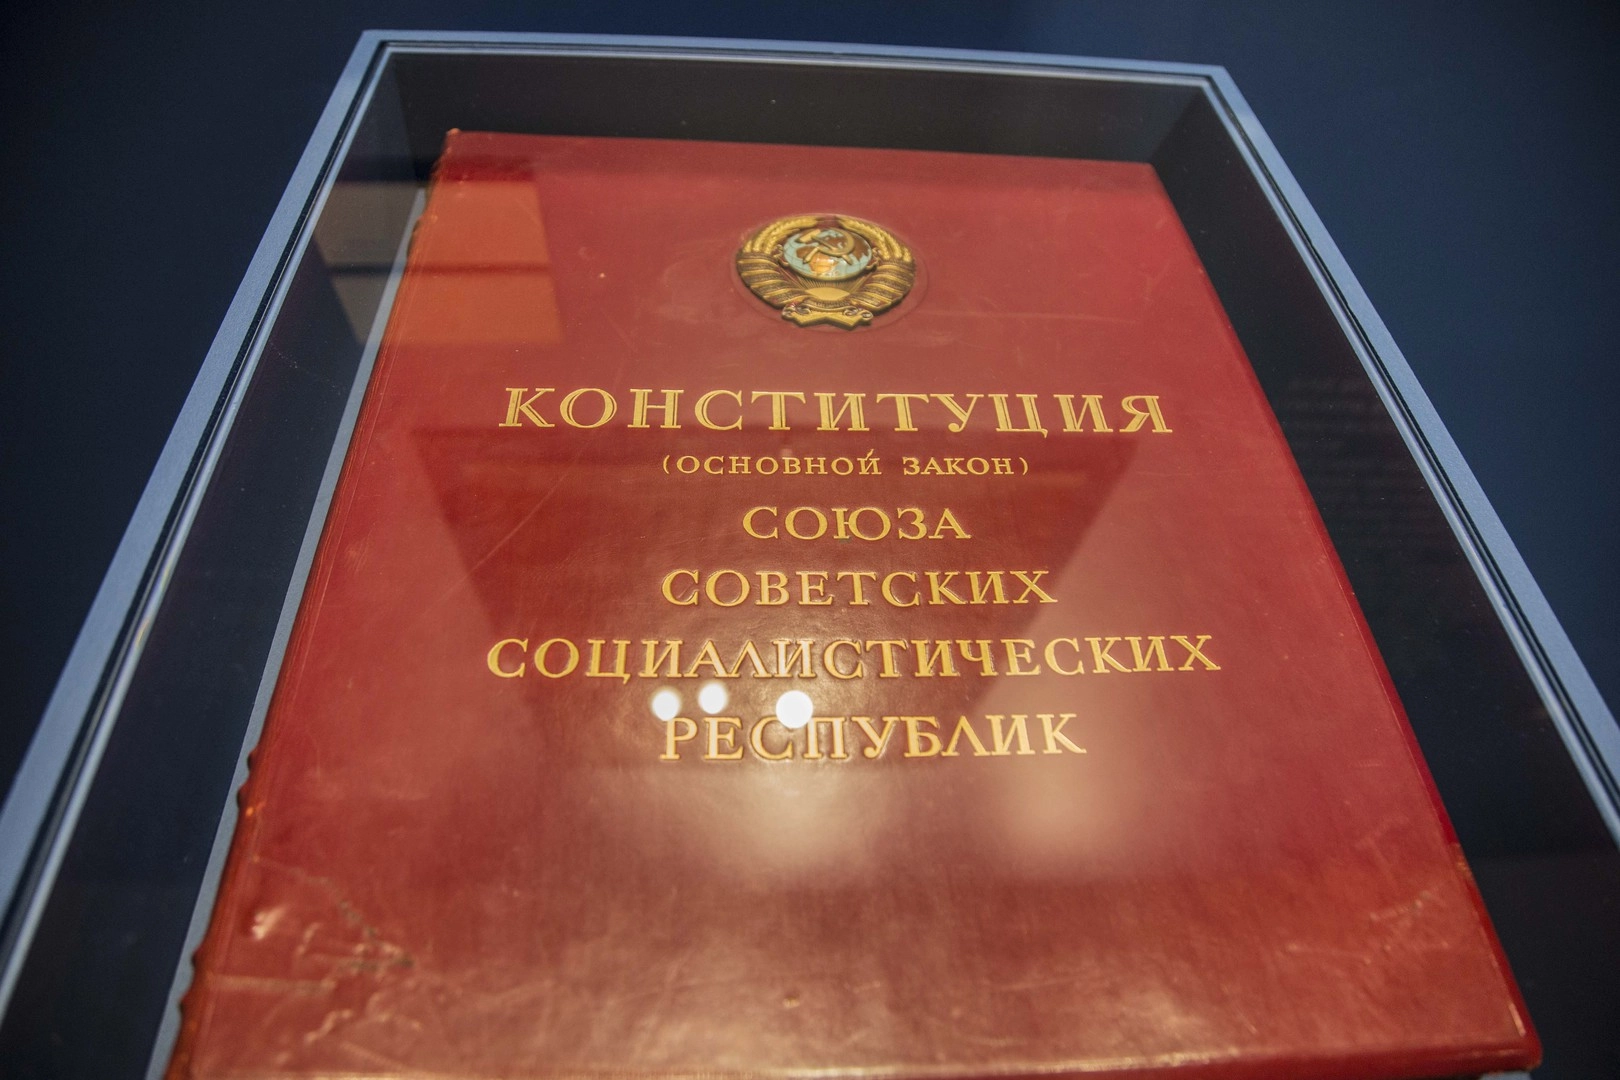 КОНСТИТУЦИЯ
(ОСНОВНОЙ ЗАКОН)
СОЮЗА
СОВЕТСКИХ
СОЦИАЛИСТИЧЕСКИХ
РЕСПУБЛИК